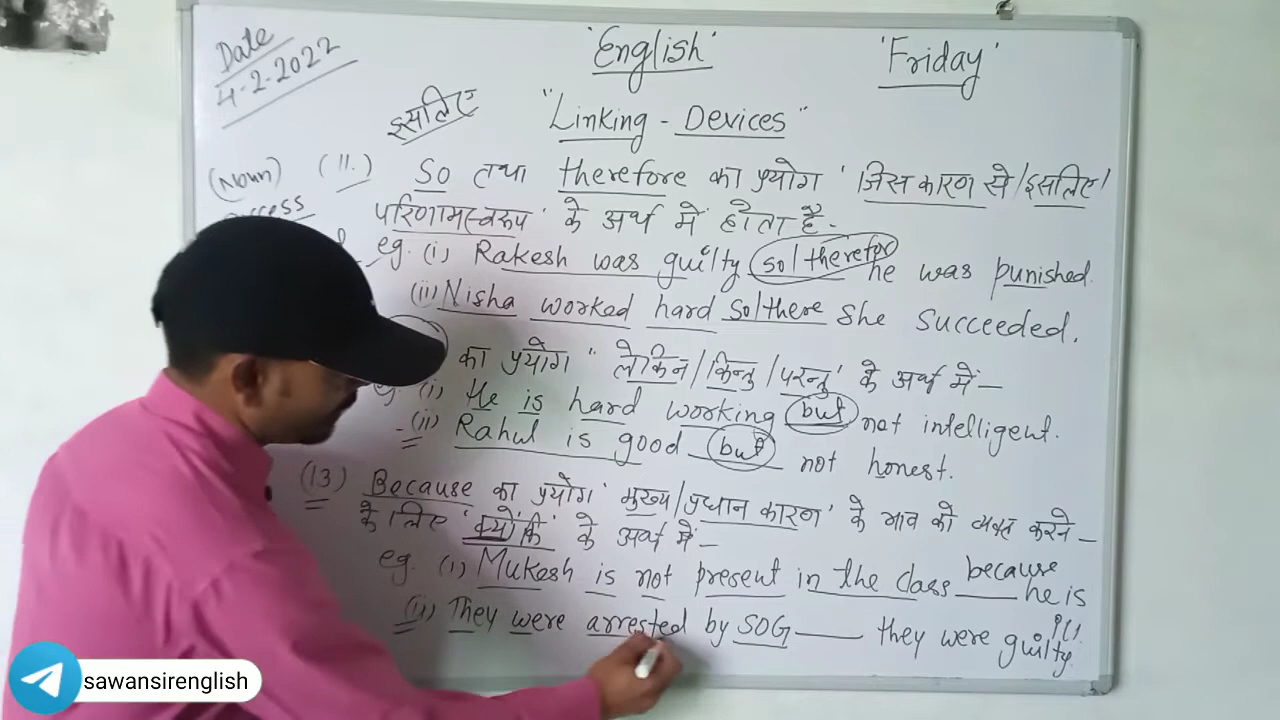 Date
4-2-2022
'English'
'Friday'
इसलिए
"Linking - Devices"
(Noun)
(11.) So तथा therefore का प्रयोग 'जिस कारण से/इसलिए/
परिणामस्वरूप' के अर्थ में होता है-
eg. (i) Rakesh was guilty so/therefor he was punished.
(ii) Nisha worked hard so/there she succeeded.
का प्रयोग "लेकिन/किन्तु/परन्तु' के अर्थ में-
(i) He is hard working but not intelligent.
(ii) Rahul is good but not honest.
(13) Because का प्रयोग 'मुख्य/प्रधान कारण' के भाव को व्यक्त करने-
के लिए 'क्योंकि' के अर्थ में-
eg. (i) Mukesh is not present in the class because he is
ill.
(ii) They were arrested by SOG ____ they were guilty.
sawansirenglish